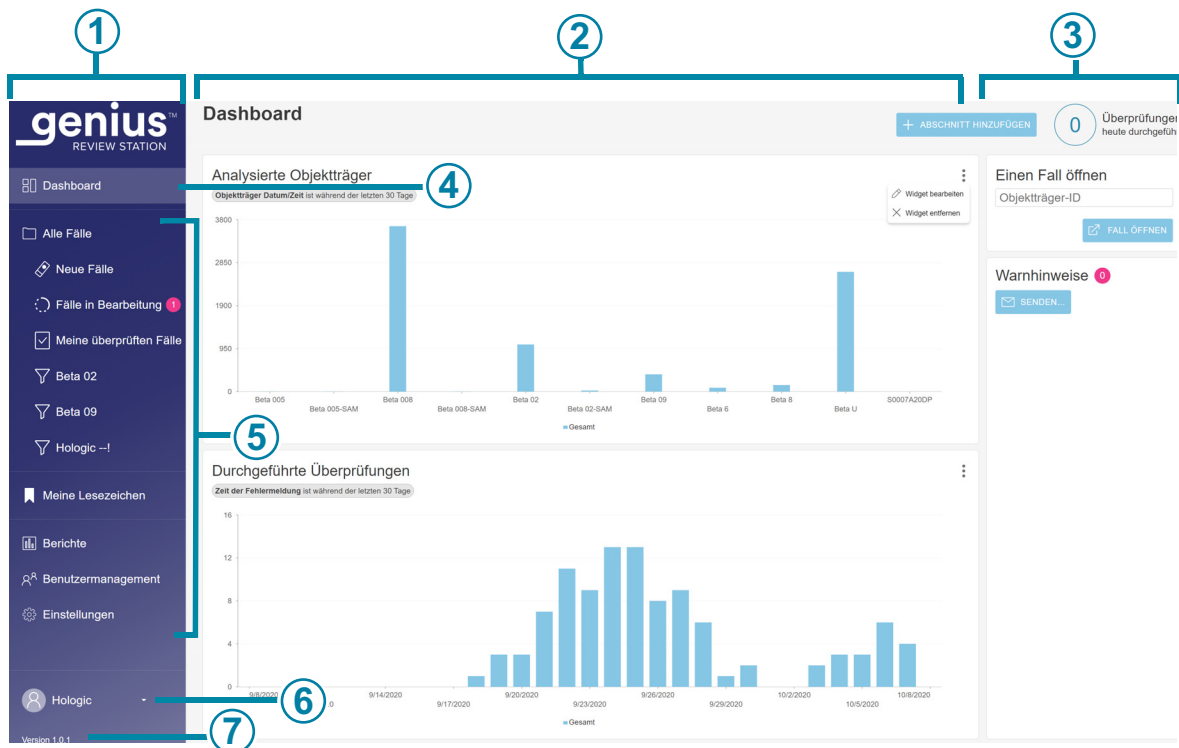 1
2
3
genius™
REVIEW STATION
Dashboard
Alle Fälle
Neue Fälle
Fälle in Bearbeitung 1
Meine überprüften Fälle
Beta 02
Beta 09
Hologic --!
Meine Lesezeichen
Berichte
Benutzermanagement
Einstellungen
Hologic
Version 1.0.1
4
5
6
7
Dashboard
+ ABSCHNITT HINZUFÜGEN
0
Überprüfungen
heute durchgefüh
Analysierte Objektträger
Objektträger Datum/Zeit ist während der letzten 30 Tage
Widget bearbeiten
Widget entfernen
3800
2850
1900
950
0
Beta 005
Beta 005-SAM
Beta 008
Beta 008-SAM
Beta 02
Beta 02-SAM
Beta 09
Beta 6
Beta 8
Beta U
S0007A20DP
Gesamt
Durchgeführte Überprüfungen
Zeit der Fehlermeldung ist während der letzten 30 Tage
16
12
8
4
0
9/8/2020
9/14/2020
9/17/2020
9/20/2020
9/23/2020
9/26/2020
9/29/2020
10/2/2020
10/5/2020
10/8/2020
Gesamt
Einen Fall öffnen
Objektträger-ID
FALL ÖFFNEN
Warnhinweise 0
SENDEN...